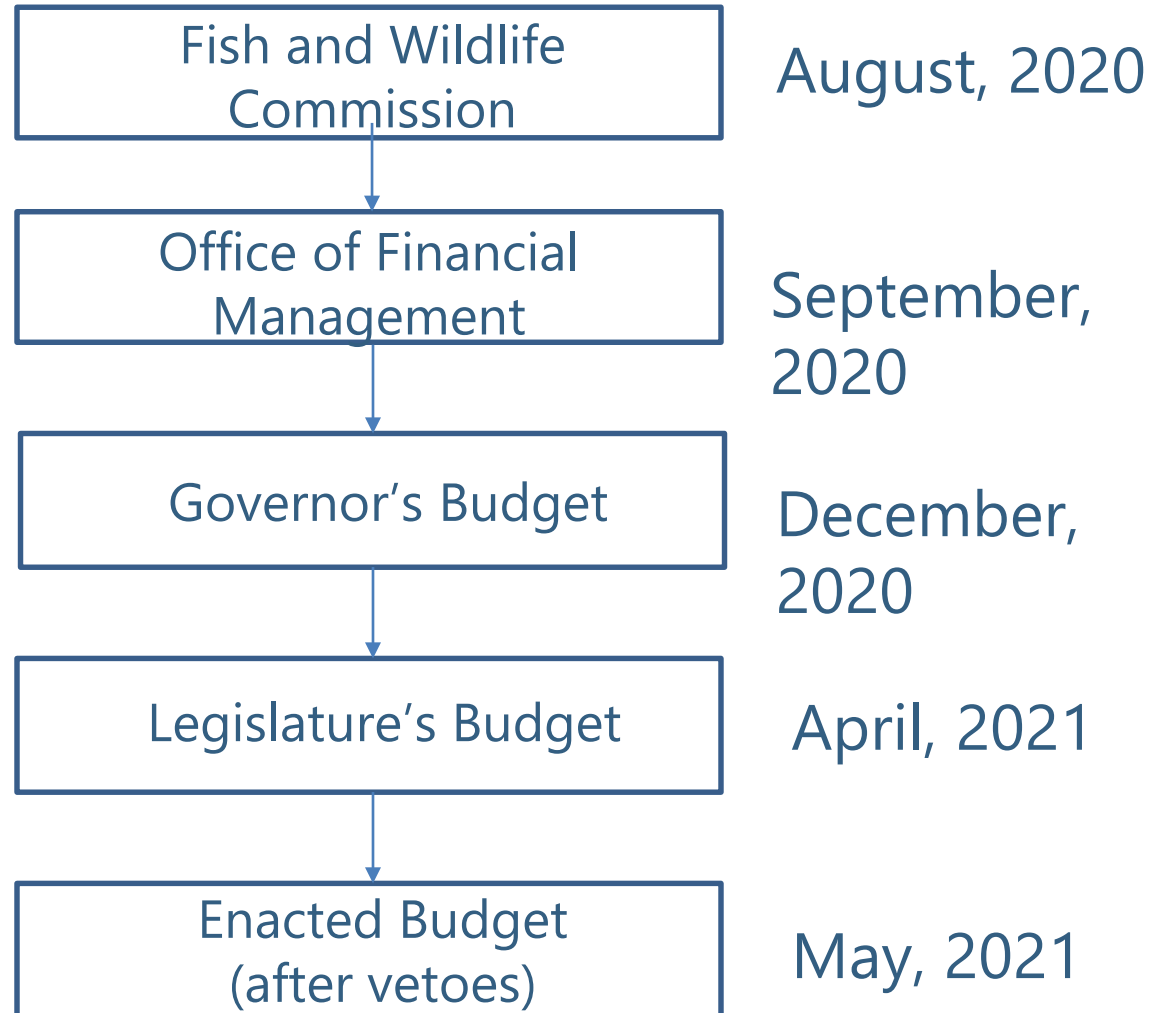 Fish and Wildlife
Commission
August, 2020
Office of Financial
Management
September,
2020
Governor’s Budget
December,
2020
Legislature’s Budget
April, 2021
Enacted Budget
(after vetoes)
May, 2021